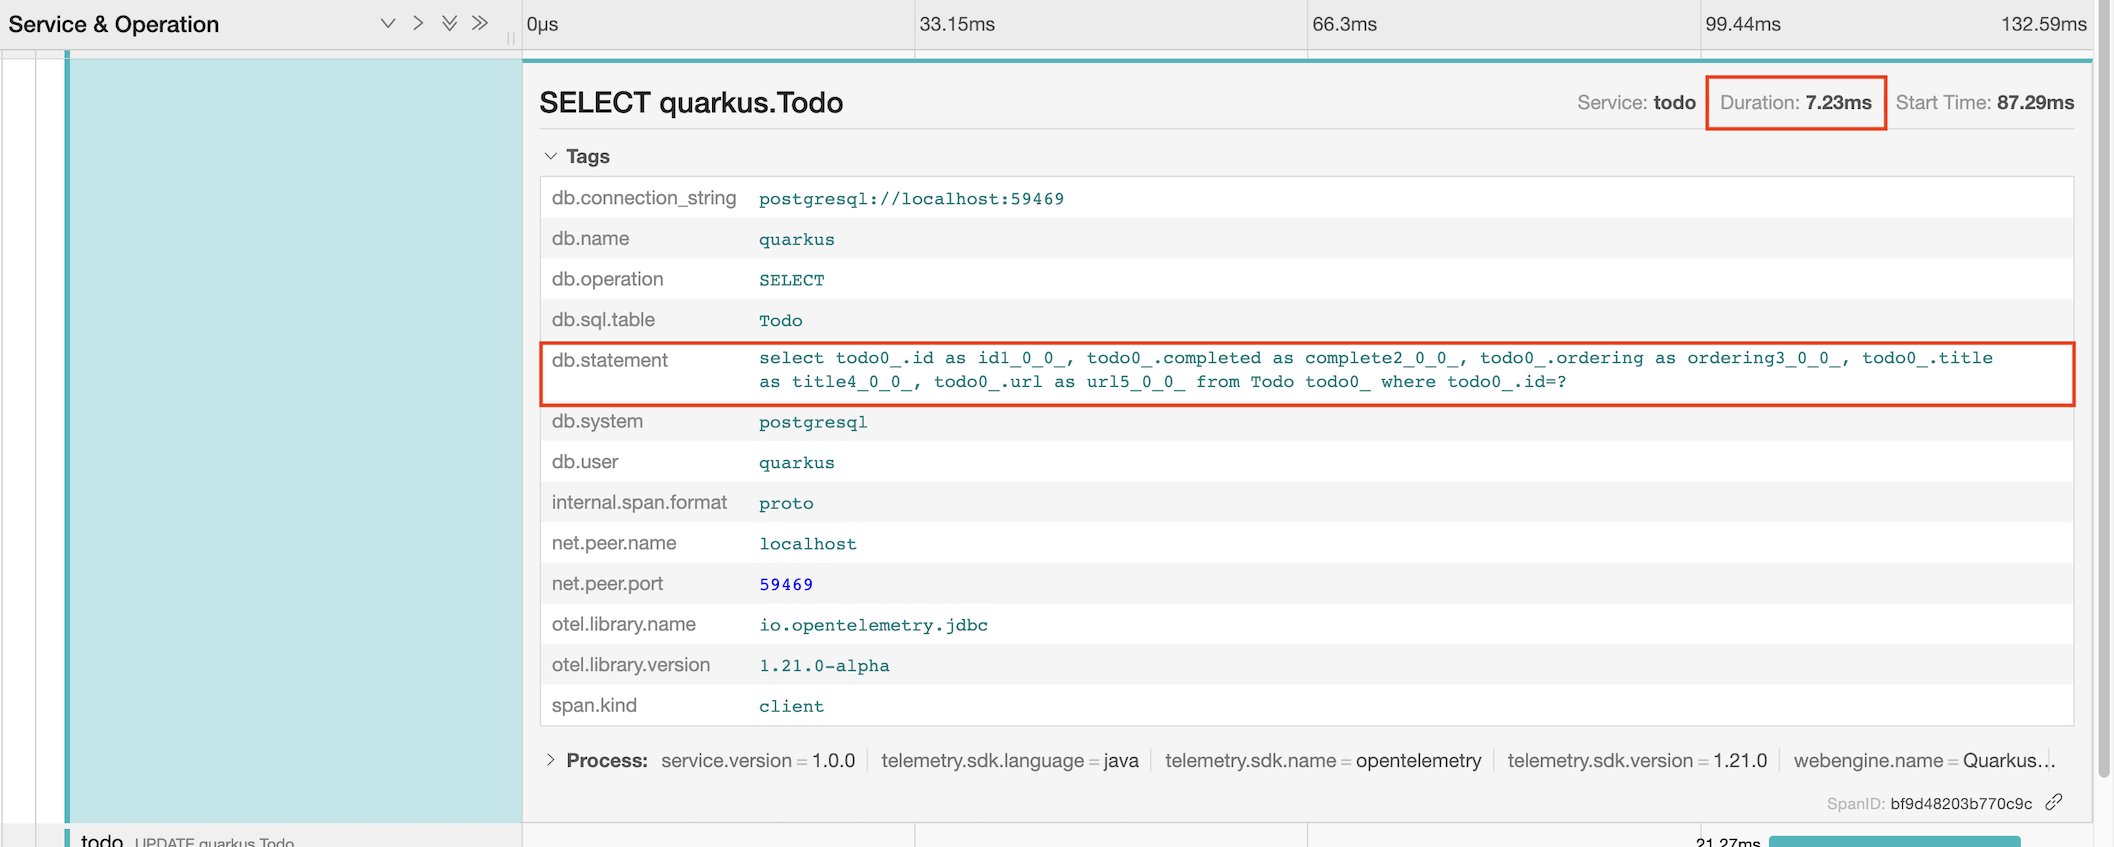 Service & Operation 0μs 33.15ms 66.3ms 99.44ms 132.59ms
SELECT quarkus.Todo Service: todo Duration: 7.23ms Start Time: 87.29ms
Tags
db.connection_string postgresql://localhost:59469
db.name quarkus
db.operation SELECT
db.sql.table Todo
db.statement select todo0_.id as id1_0_0_, todo0_.completed as complete2_0_0_, todo0_.ordering as ordering3_0_0_, todo0_.title
as title4_0_0_, todo0_.url as url5_0_0_ from Todo todo0_ where todo0_.id=?
db.system postgresql
db.user quarkus
internal.span.format proto
net.peer.name localhost
net.peer.port 59469
otel.library.name io.opentelemetry.jdbc
otel.library.version 1.21.0-alpha
span.kind client
Process: service.version = 1.0.0 telemetry.sdk.language = java telemetry.sdk.name = opentelemetry telemetry.sdk.version = 1.21.0 webengine.name = Quarkus...
SpanID: bf9d48203b770c9c
todo UPDATE quarkus.Todo 21.27ms